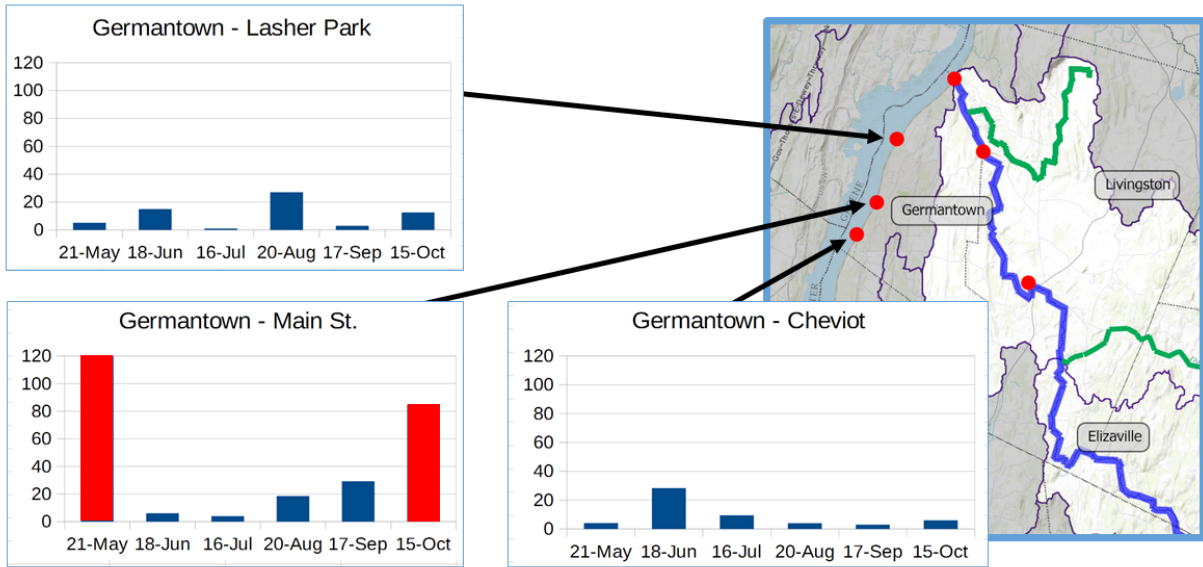 Germantown - Lasher Park
120
100
80
60
40
20
0
21-May 18-Jun 16-Jul 20-Aug 17-Sep 15-Oct
Germantown - Main St.
120
100
80
60
40
20
0
21-May 18-Jun 16-Jul 20-Aug 17-Sep 15-Oct
Germantown - Cheviot
120
100
80
60
40
20
0
21-May 18-Jun 16-Jul 20-Aug 17-Sep 15-Oct
Livingston
Germantown
Elizaville